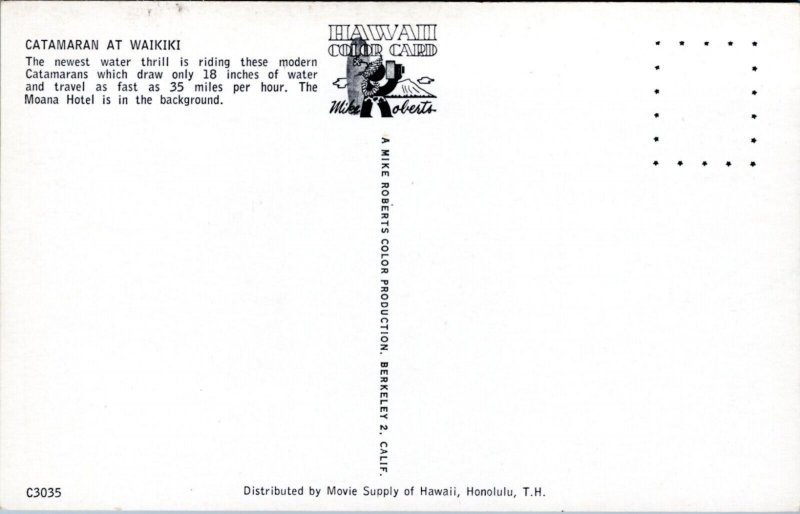 CATAMARAN AT WAIKIKI
The newest water thrill is riding these modern
Catamarans which draw only 18 inches of water
and travel as fast as 35 miles per hour. The
Moana Hotel is in the background.
HAWAII
COLOR CARD
Mike Roberts
A MIKE ROBERTS COLOR PRODUCTION, BERKELEY 2, CALIF.
C3035
Distributed by Movie Supply of Hawaii, Honolulu, T.H.